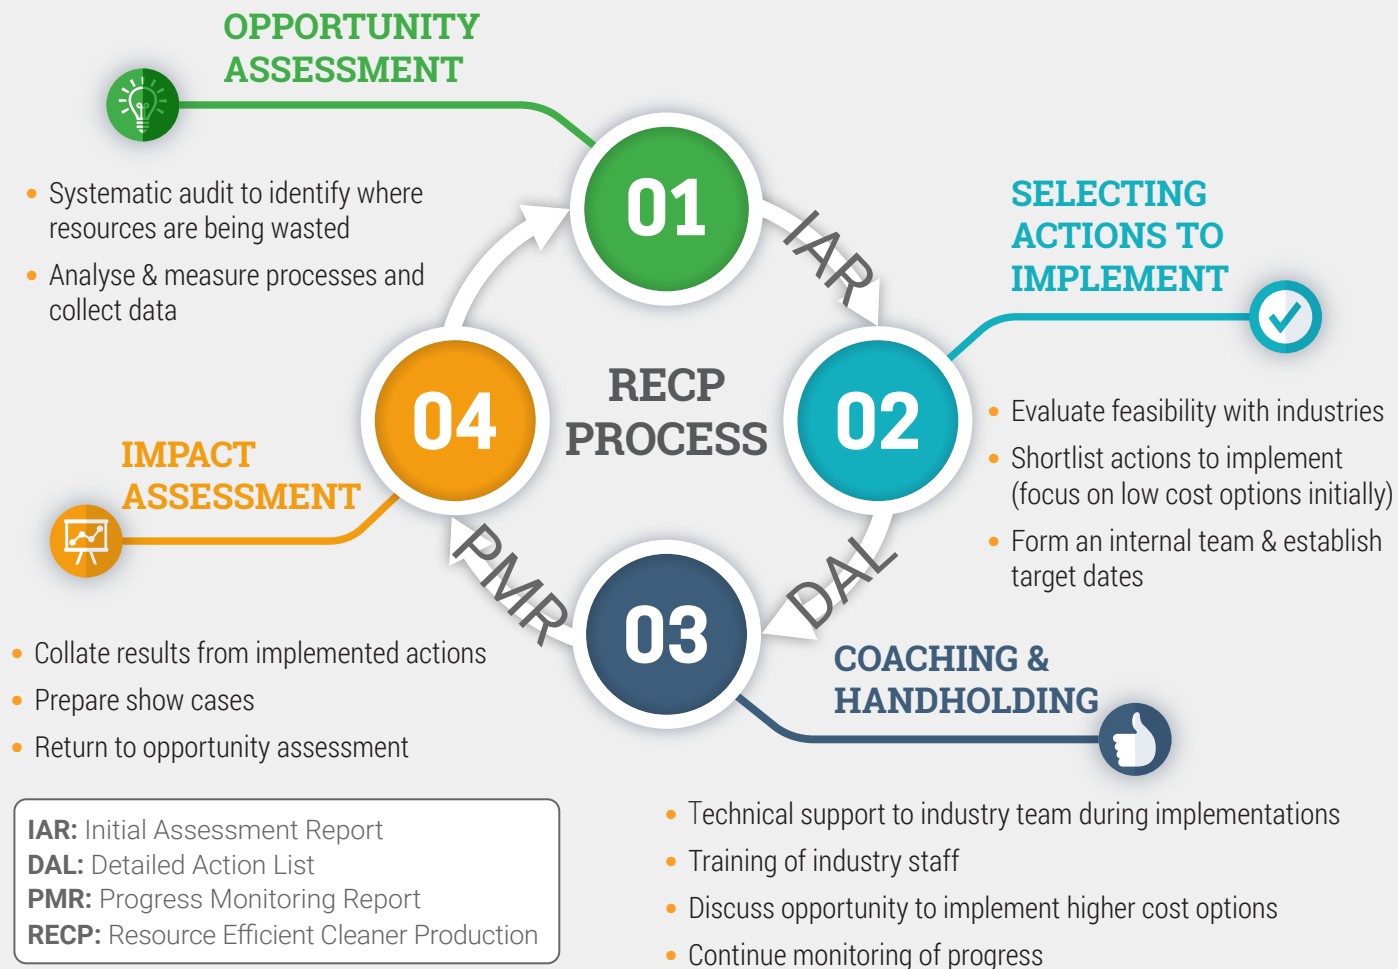 OPPORTUNITY
ASSESSMENT
01
• Systematic audit to identify where
resources are being wasted
• Analyse & measure processes and
collect data
IAR
SELECTING
ACTIONS TO
IMPLEMENT
02
• Evaluate feasibility with industries
• Shortlist actions to implement
(focus on low cost options initially)
• Form an internal team & establish
target dates
RECP
PROCESS
DAL
03
COACHING &
HANDHOLDING
• Technical support to industry team during implementations
• Training of industry staff
• Discuss opportunity to implement higher cost options
• Continue monitoring of progress
PMR
04
IMPACT
ASSESSMENT
• Collate results from implemented actions
• Prepare show cases
• Return to opportunity assessment
IAR: Initial Assessment Report
DAL: Detailed Action List
PMR: Progress Monitoring Report
RECP: Resource Efficient Cleaner Production